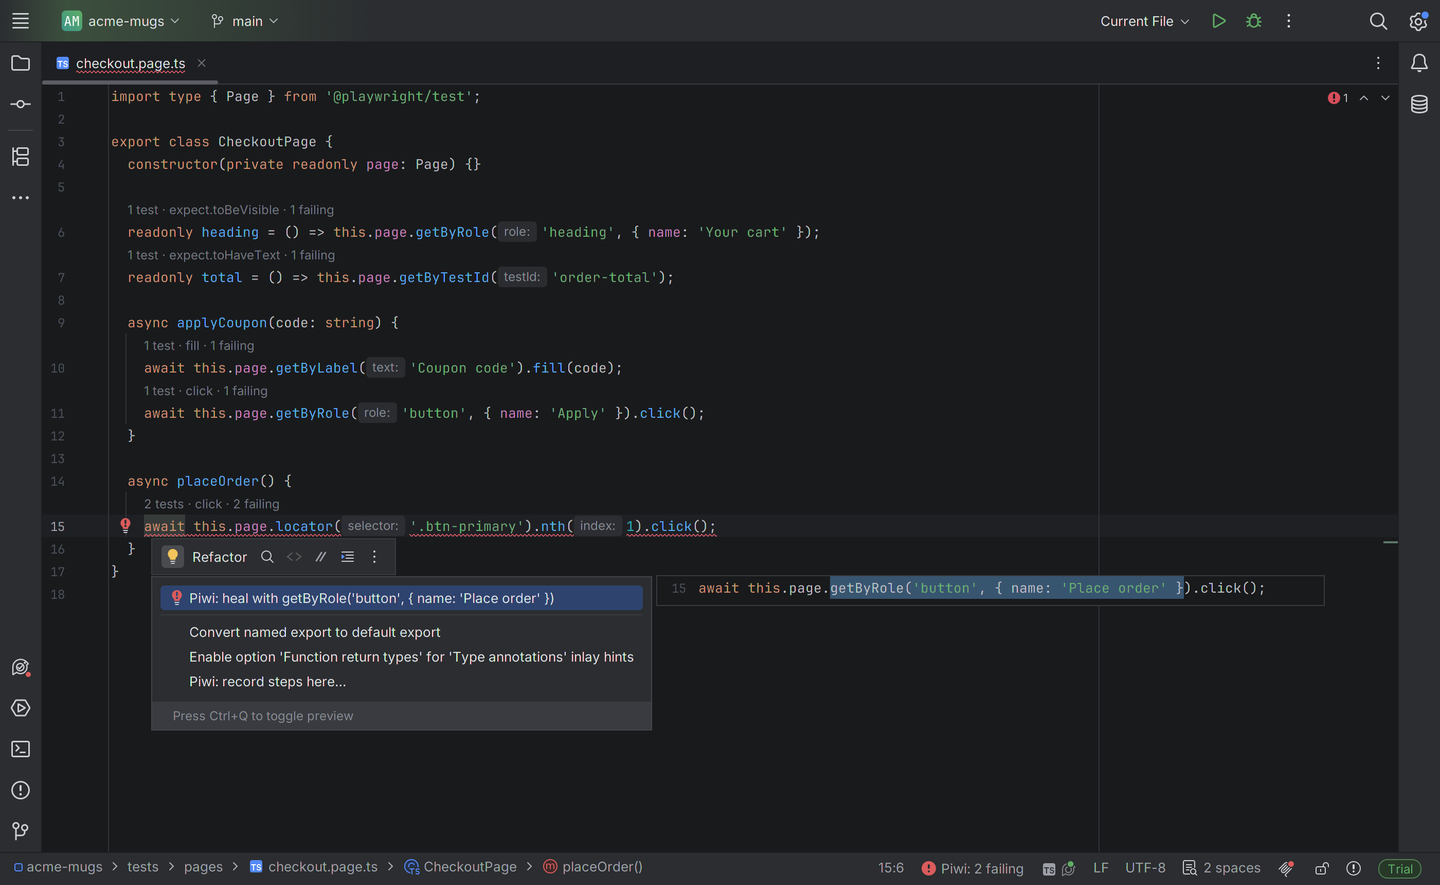 AM acme-mugs main Current File
TS checkout.page.ts
1 import type { Page } from '@playwright/test'; 1
2
3 export class CheckoutPage {
4 constructor(private readonly page: Page) {}
5
1 test · expect.toBeVisible · 1 failing
6 readonly heading = () => this.page.getByRole( role: 'heading', { name: 'Your cart' });
1 test · expect.toHaveText · 1 failing
7 readonly total = () => this.page.getByTestId( testId: 'order-total');
8
9 async applyCoupon(code: string) {
1 test · fill · 1 failing
10 await this.page.getByLabel( text: 'Coupon code').fill(code);
1 test · click · 1 failing
11 await this.page.getByRole( role: 'button', { name: 'Apply' }).click();
12 }
13
14 async placeOrder() {
2 tests · click · 2 failing
15 await this.page.locator( selector: '.btn-primary').nth( index: 1).click();
16 }
17 }
18
Refactor
Piwi: heal with getByRole('button', { name: 'Place order' })
15 await this.page.getByRole('button', { name: 'Place order' }).click();
Convert named export to default export
Enable option 'Function return types' for 'Type annotations' inlay hints
Piwi: record steps here...
Press Ctrl+Q to toggle preview
acme-mugs > tests > pages > TS checkout.page.ts > CheckoutPage > m placeOrder() 15:6 Piwi: 2 failing TS LF UTF-8 2 spaces Trial